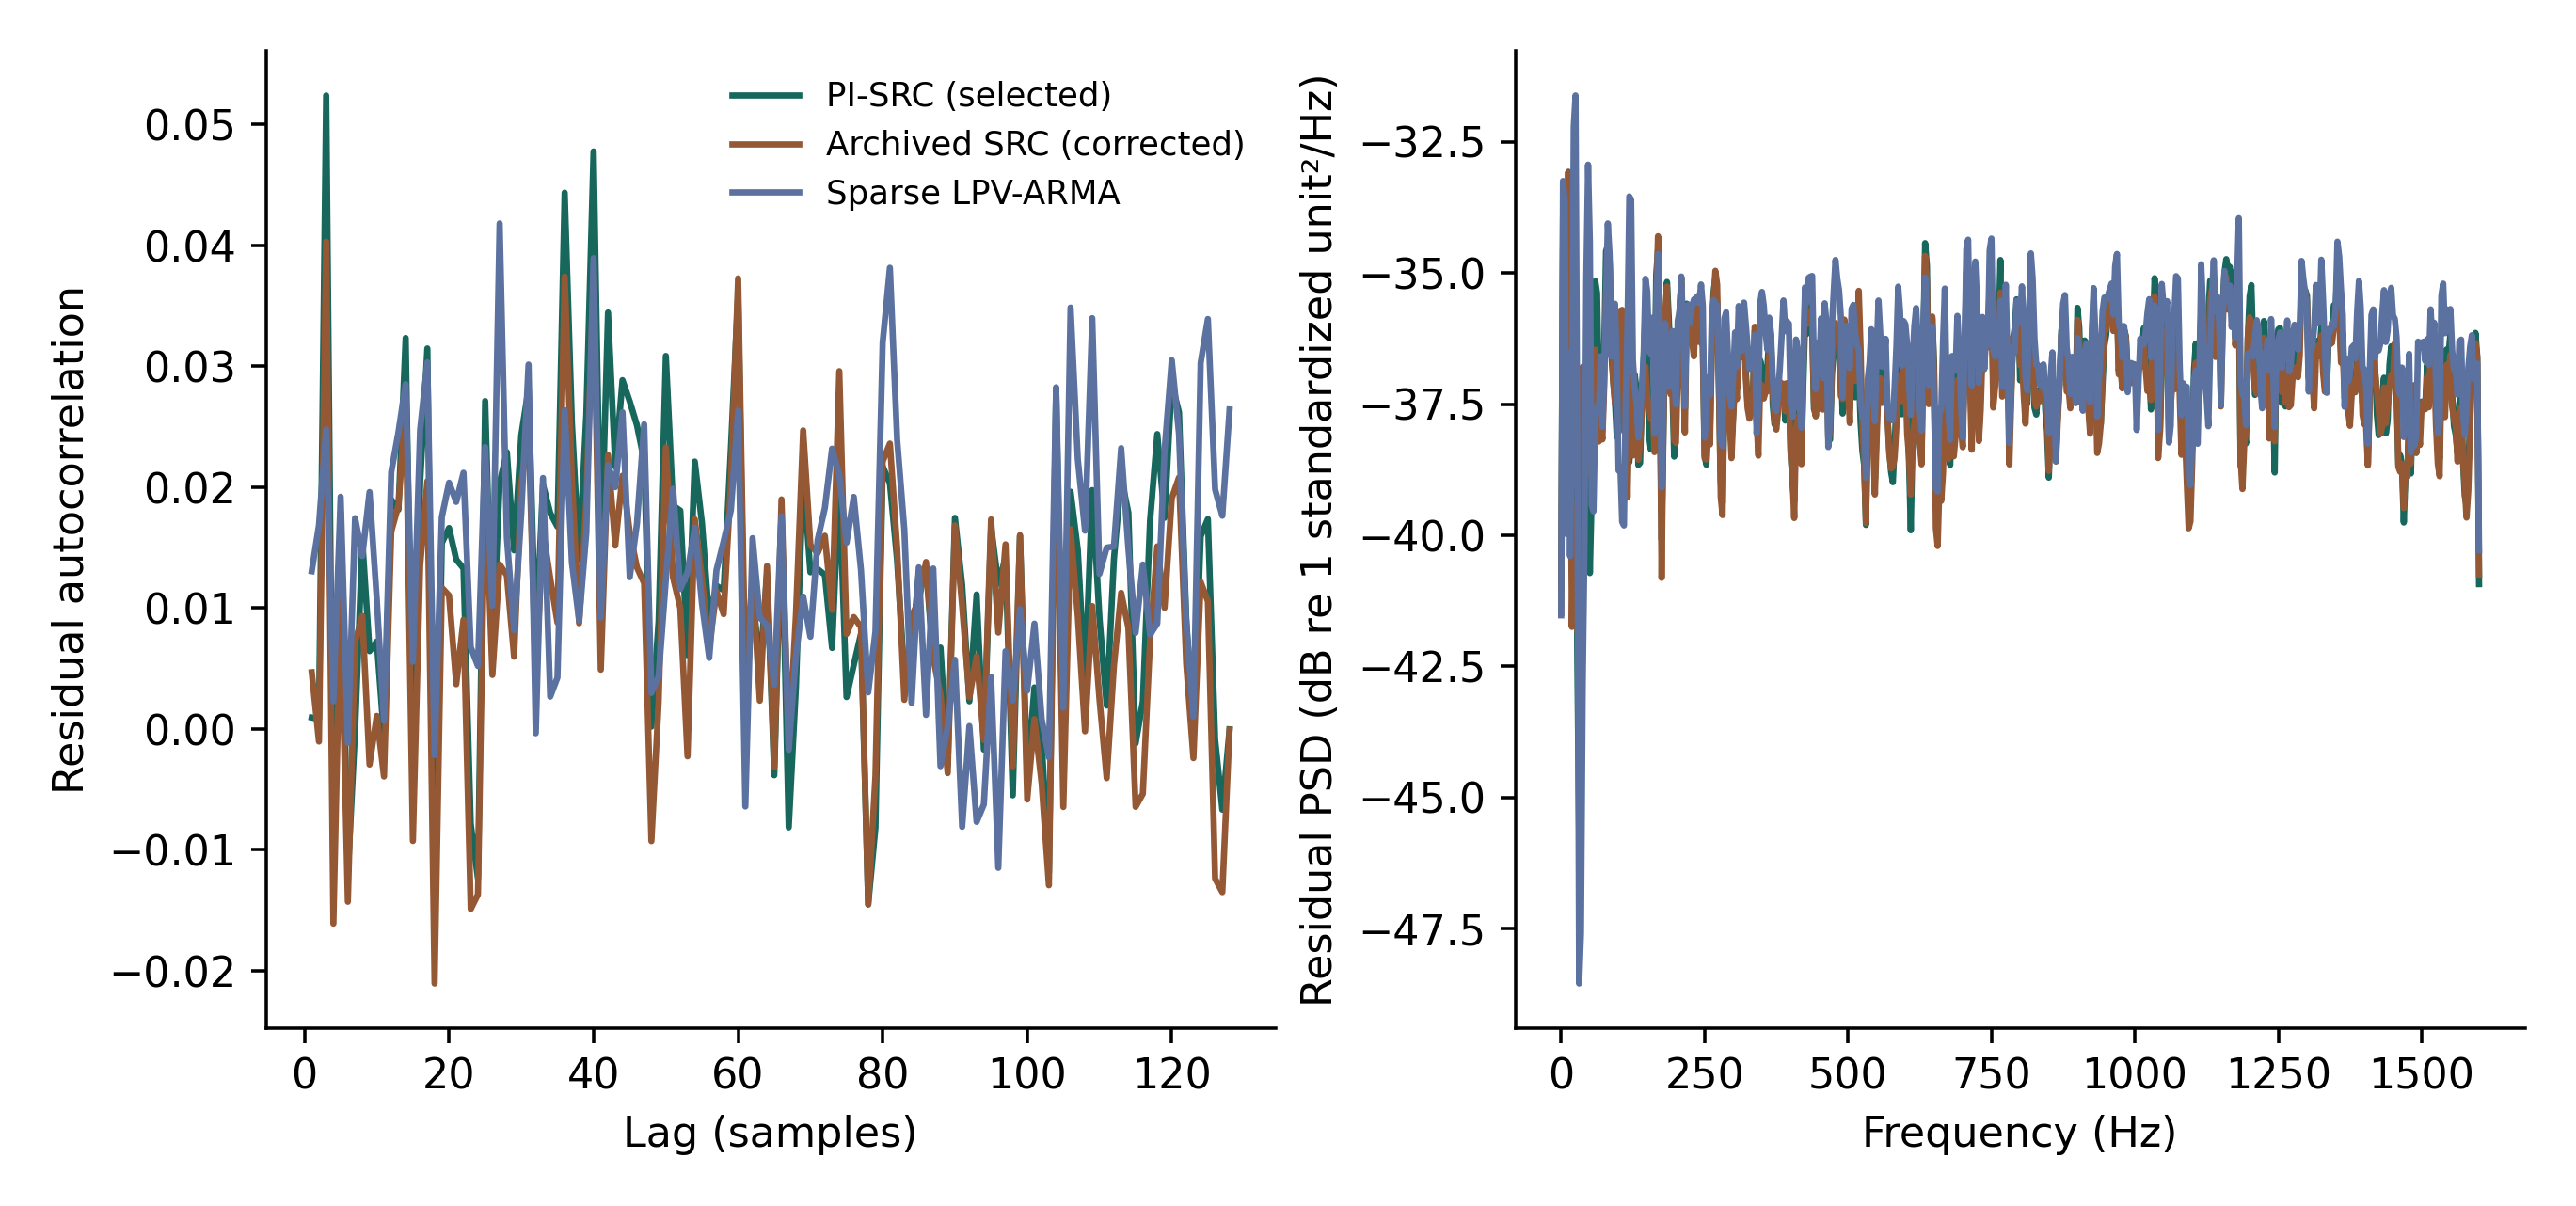 PI-SRC (selected)
Archived SRC (corrected)
Sparse LPV-ARMA
Residual autocorrelation
0.05
0.04
0.03
0.02
0.01
0.00
−0.01
−0.02
0 20 40 60 80 100 120
Lag (samples)
Residual PSD (dB re 1 standardized unit²/Hz)
−32.5
−35.0
−37.5
−40.0
−42.5
−45.0
−47.5
0 250 500 750 1000 1250 1500
Frequency (Hz)